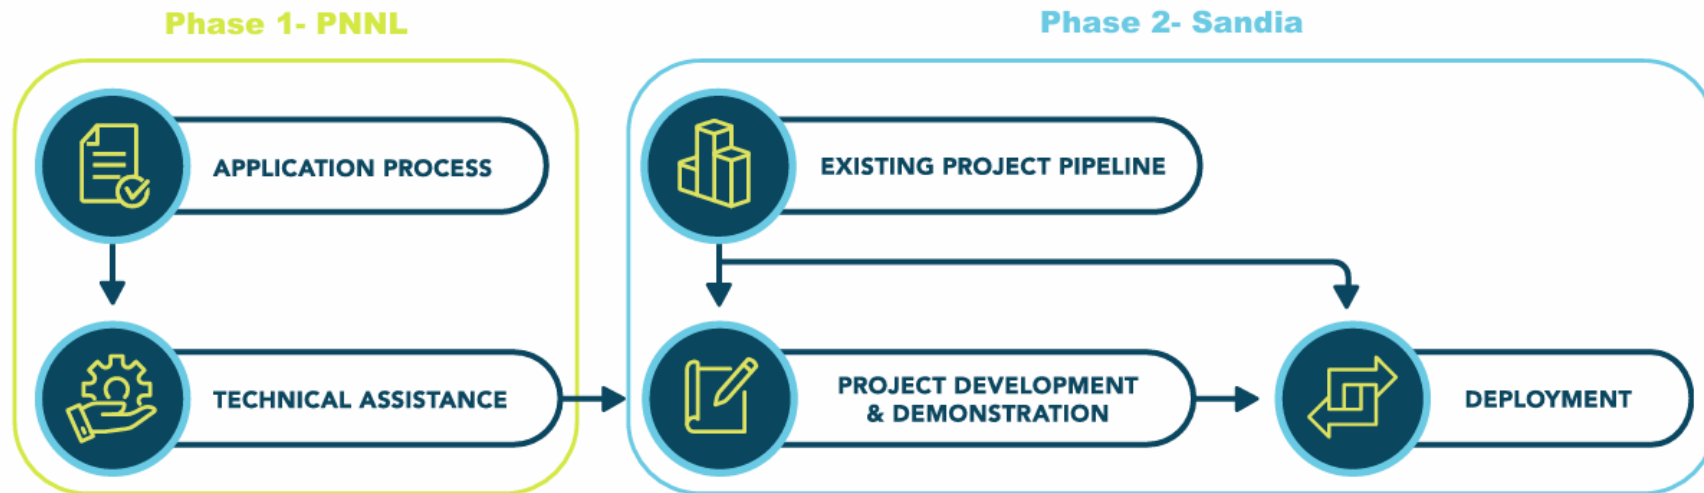 Phase 1- PNNL
Phase 2- Sandia
APPLICATION PROCESS
EXISTING PROJECT PIPELINE
TECHNICAL ASSISTANCE
PROJECT DEVELOPMENT
& DEMONSTRATION
DEPLOYMENT